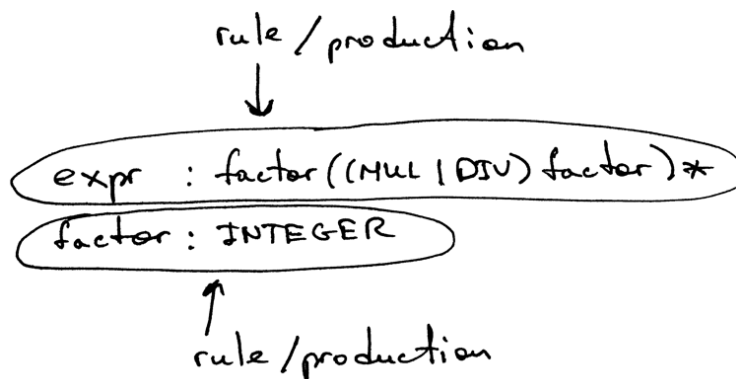 rule/production
expr : factor((MUL | DIV) factor)*
factor: INTEGER
rule/production